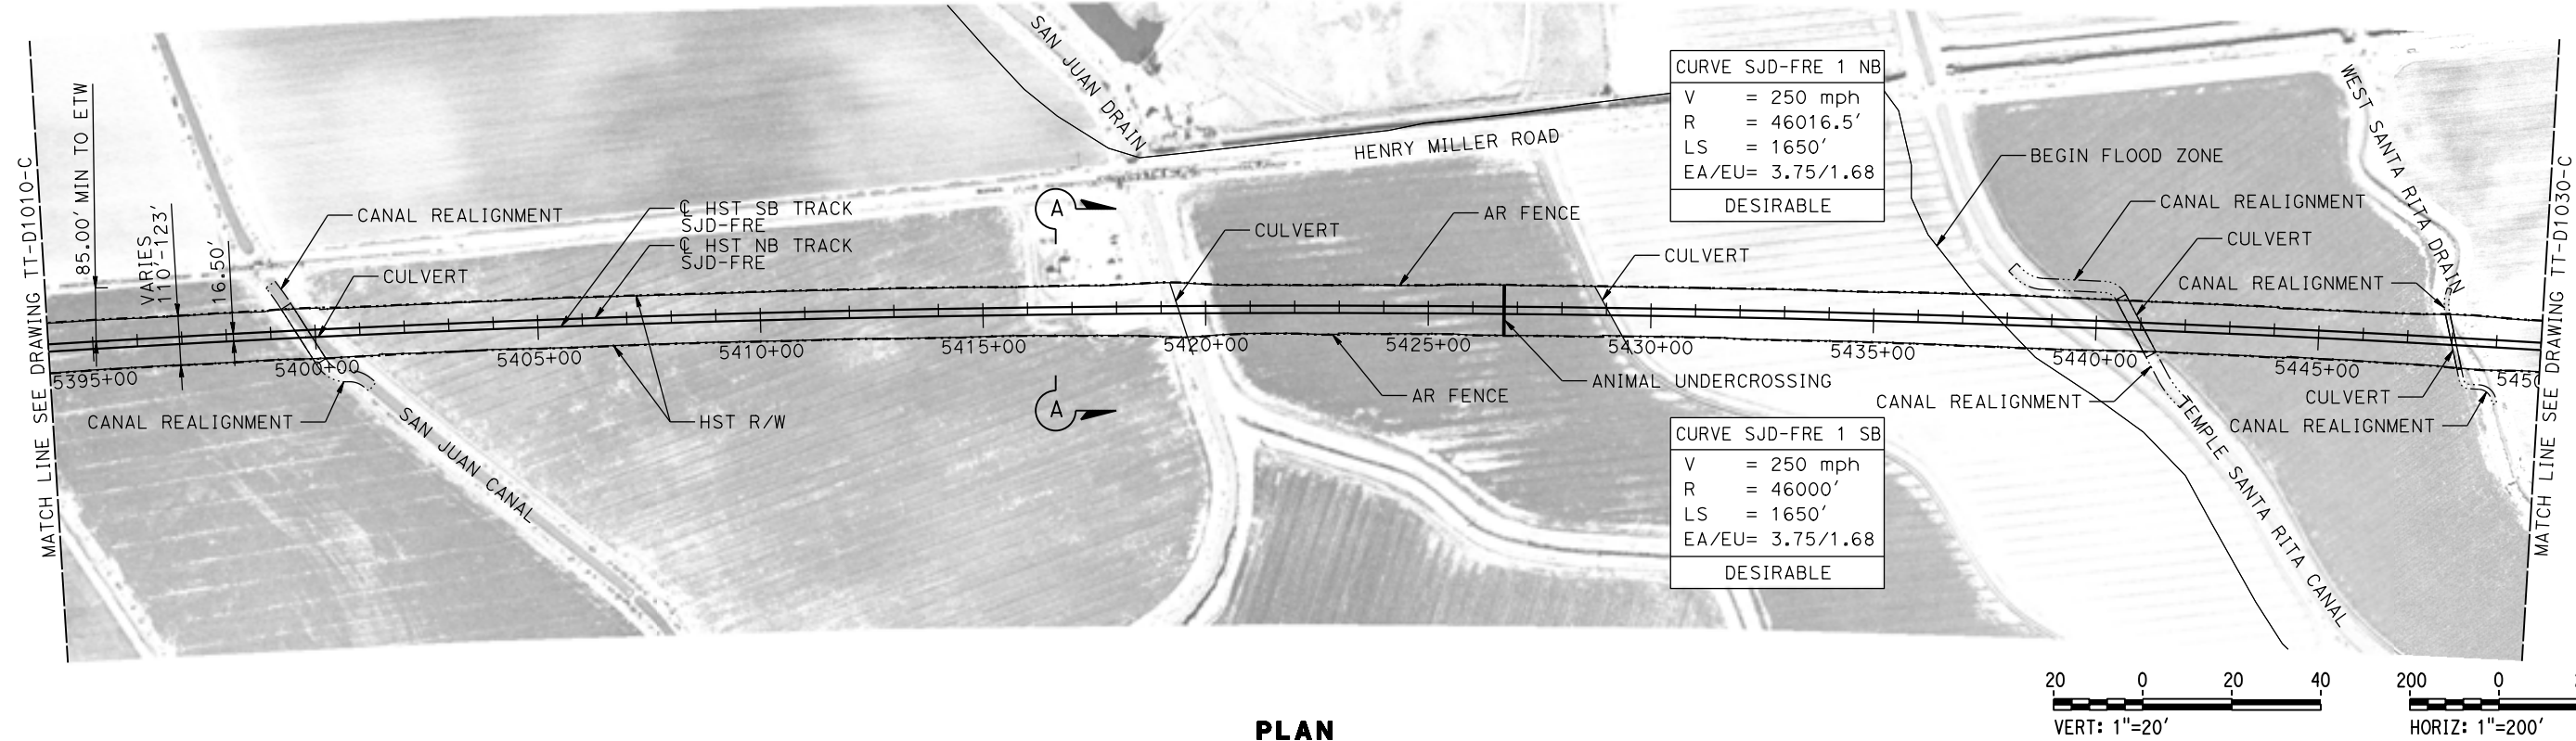 MATCH LINE SEE DRAWING TT-D1010-C
85.00' MIN TO ETW
VARIES
110'-123'
16.50'
CANAL REALIGNMENT
CULVERT
℄ HST SB TRACK
SJD-FRE
℄ HST NB TRACK
SJD-FRE
SAN JUAN DRAIN
HENRY MILLER ROAD
A
CULVERT
AR FENCE
CULVERT
CURVE SJD-FRE 1 NB
V = 250 mph
R = 46016.5'
LS = 1650'
EA/EU= 3.75/1.68
DESIRABLE
BEGIN FLOOD ZONE
WEST SANTA RITA DRAIN
CANAL REALIGNMENT
CULVERT
CANAL REALIGNMENT
MATCH LINE SEE DRAWING TT-D1030-C
5395+00
5400+00
5405+00
5410+00
5415+00
5420+00
5425+00
5430+00
5435+00
5440+00
5445+00
545
CANAL REALIGNMENT
SAN JUAN CANAL
HST R/W
A
AR FENCE
ANIMAL UNDERCROSSING
CURVE SJD-FRE 1 SB
V = 250 mph
R = 46000'
LS = 1650'
EA/EU= 3.75/1.68
DESIRABLE
CANAL REALIGNMENT
TEMPLE SANTA RITA CANAL
CULVERT
CANAL REALIGNMENT
20 0 20 40
VERT: 1"=20'
200 0
HORIZ: 1"=200'
PLAN